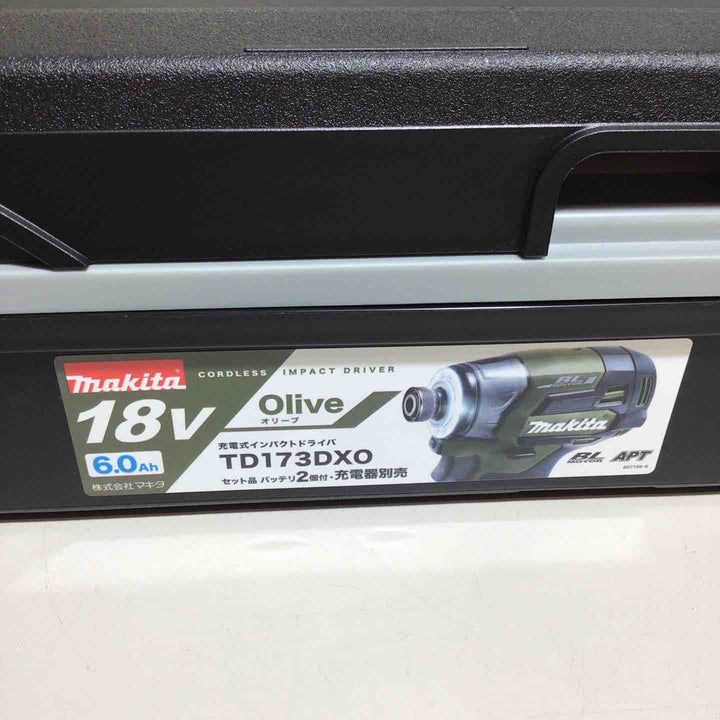 makita
CORDLESS IMPACT DRIVER
18V
6.0Ah
株式会社マキタ
Olive
オリーブ
充電式インパクトドライバ
TD173DXO
セット品 バッテリ2個付・充電器別売
BL
makita
BL
MOTOR
APT